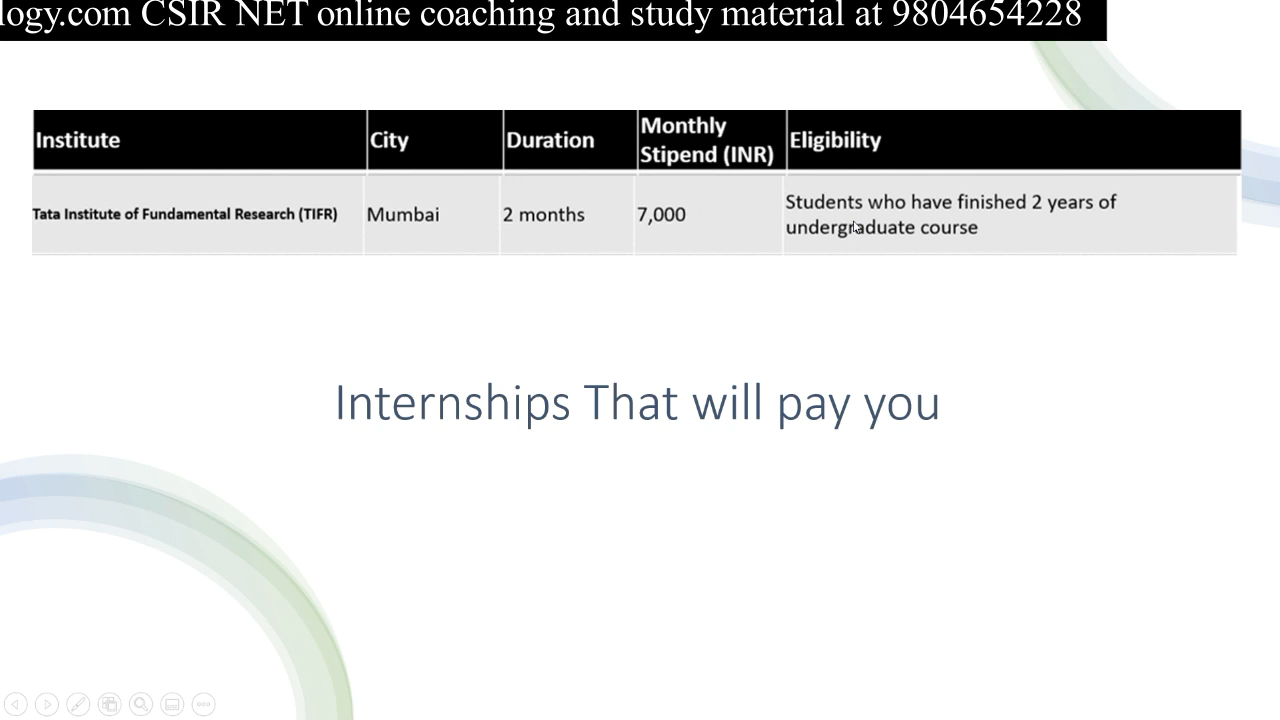 logy.com CSIR NET online coaching and study material at 9804654228
Institute City Duration Monthly Stipend (INR) Eligibility
Tata Institute of Fundamental Research (TIFR) Mumbai 2 months 7,000 Students who have finished 2 years of
undergraduate course
Internships That will pay you